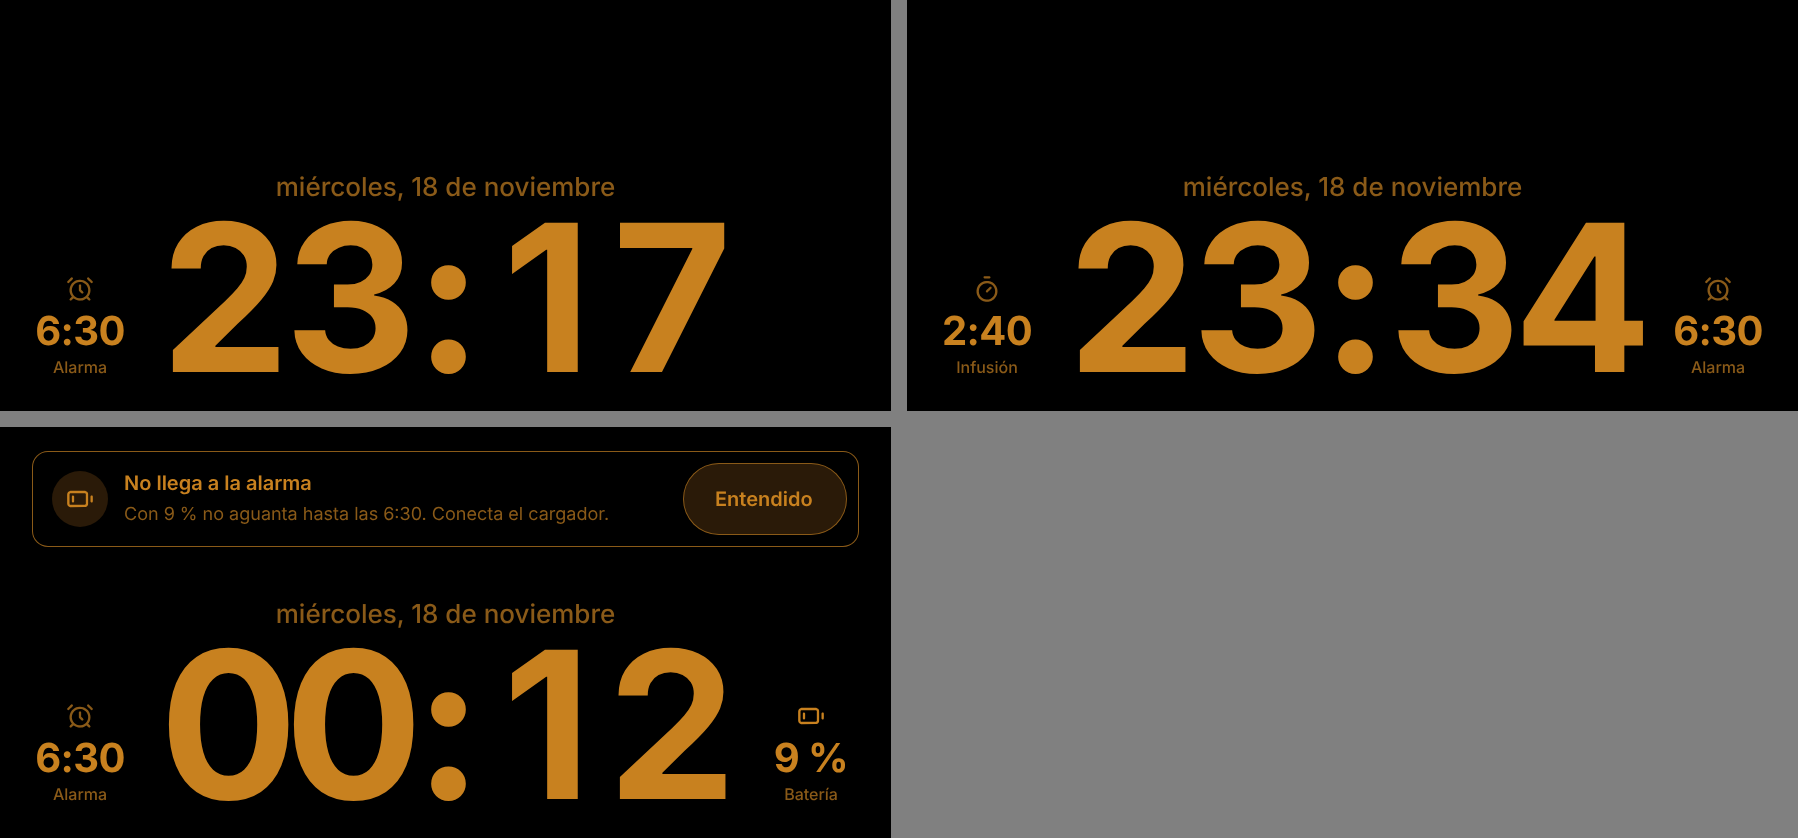 miércoles, 18 de noviembre
23:17
6:30
Alarma
miércoles, 18 de noviembre
2:40
Infusión
23:34
6:30
Alarma
No llega a la alarma
Con 9 % no aguanta hasta las 6:30. Conecta el cargador.
Entendido
miércoles, 18 de noviembre
6:30
Alarma
00:12
9 %
Batería